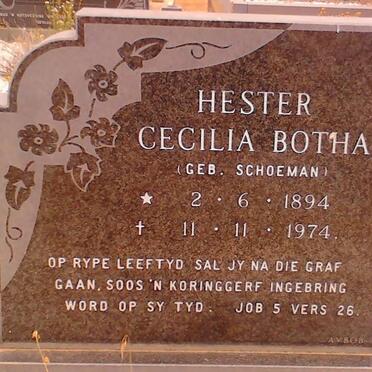 HESTER
CECILIA BOTHA
(GEB. SCHOEMAN)
★ 2 · 6 · 1894
† 11 · 11 · 1974.
OP RYPE LEEFTYD SAL JY NA DIE GRAF
GAAN, SOOS 'N KORINGGERF INGEBRING
WORD OP SY TYD. JOB 5 VERS 26.
AVBOB